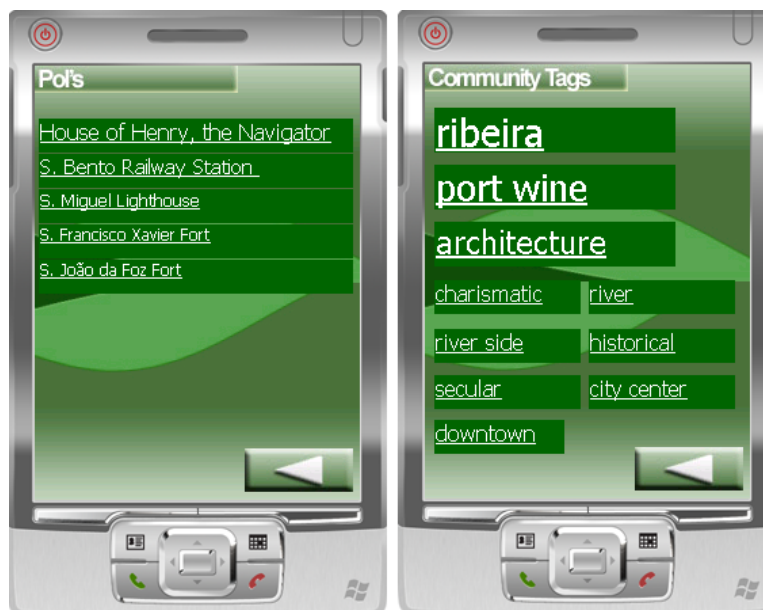 PoI's
House of Henry, the Navigator
S. Bento Railway Station
S. Miguel Lighthouse
S. Francisco Xavier Fort
S. João da Foz Fort
Community Tags
ribeira
port wine
architecture
charismatic river
river side historical
secular city center
downtown